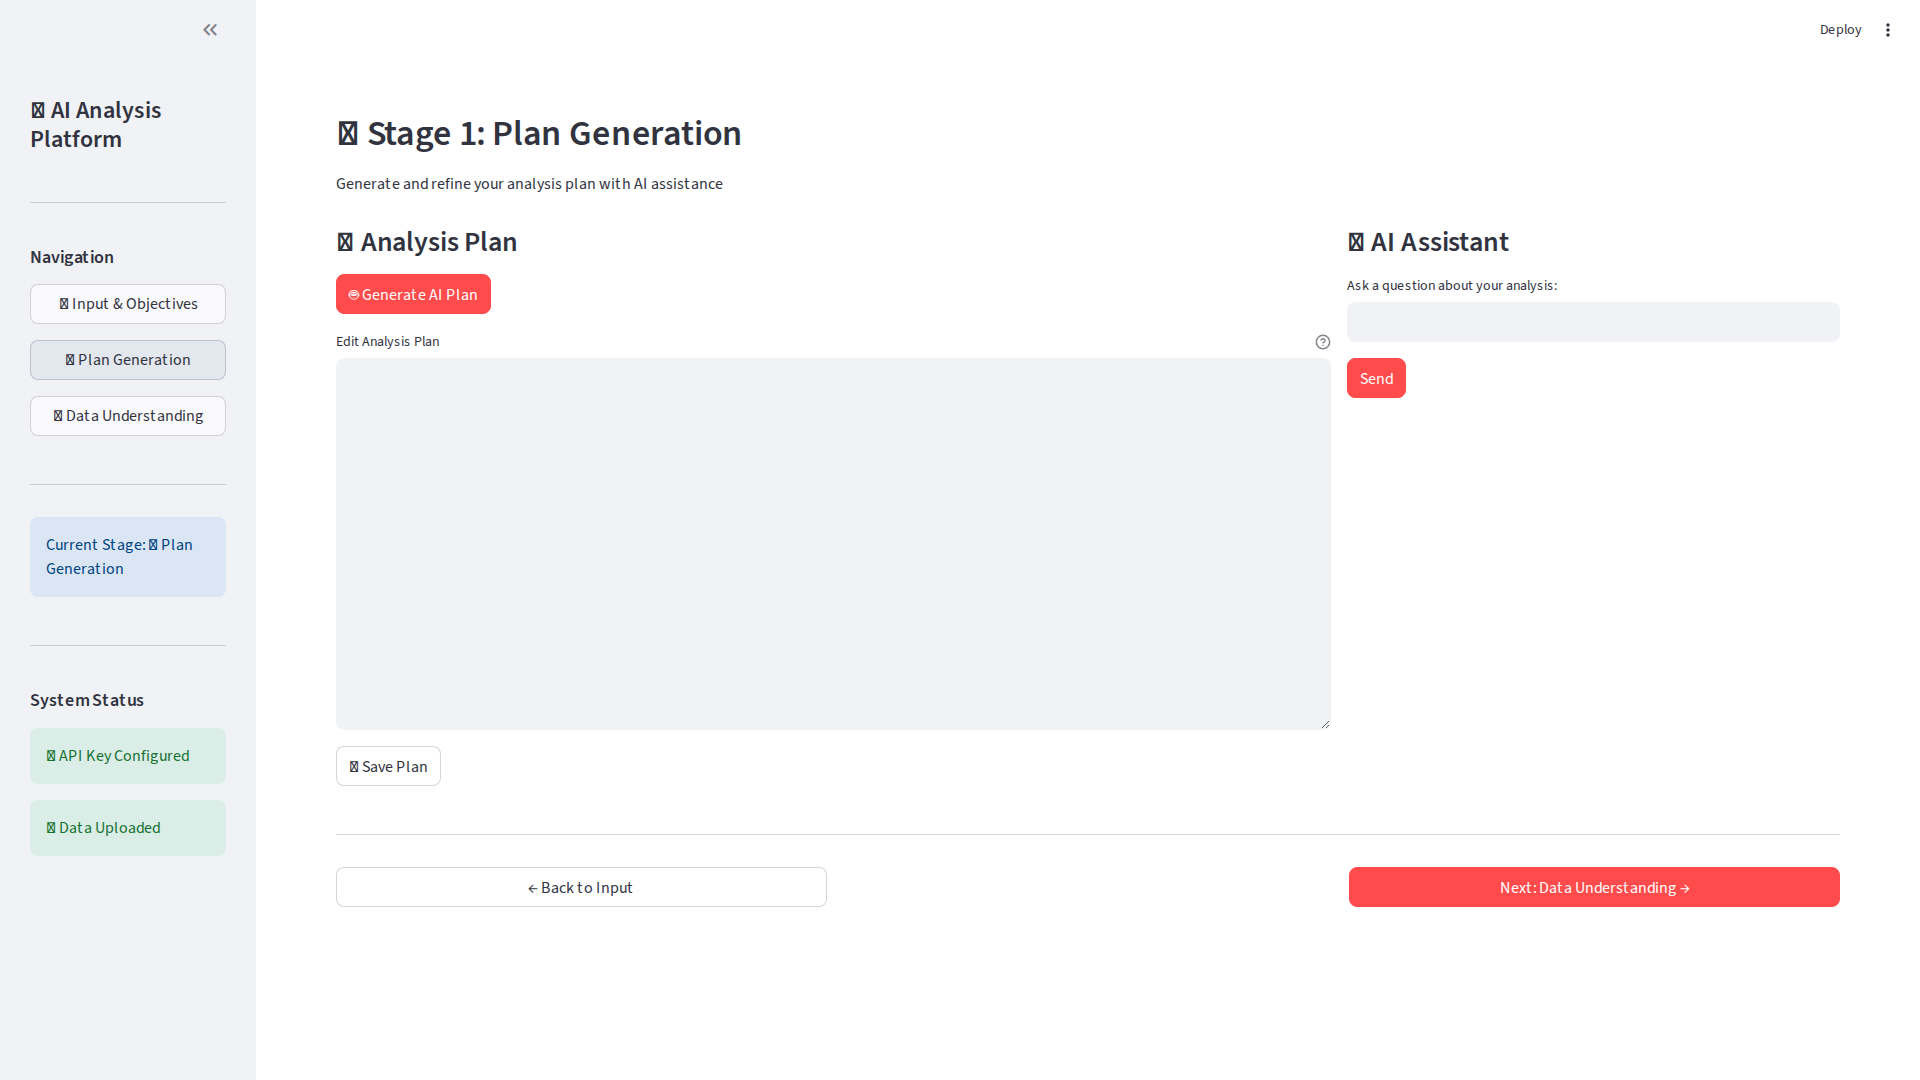 Deploy
AI Analysis
Platform
Navigation
Input & Objectives
Plan Generation
Data Understanding
Current Stage: Plan
Generation
System Status
API Key Configured
Data Uploaded
Stage 1: Plan Generation
Generate and refine your analysis plan with AI assistance
Analysis Plan
Generate AI Plan
Edit Analysis Plan
Save Plan
AI Assistant
Ask a question about your analysis:
Send
← Back to Input
Next: Data Understanding →